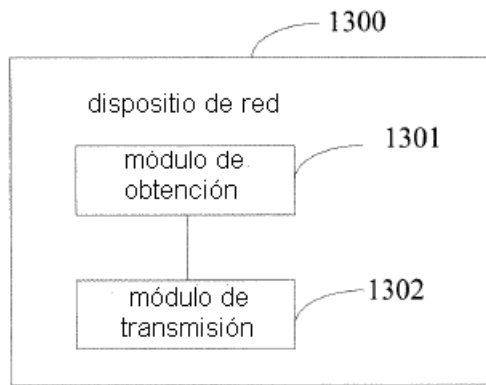 1300
dispositio de red
módulo de
obtención
1301
módulo de
transmisión
1302